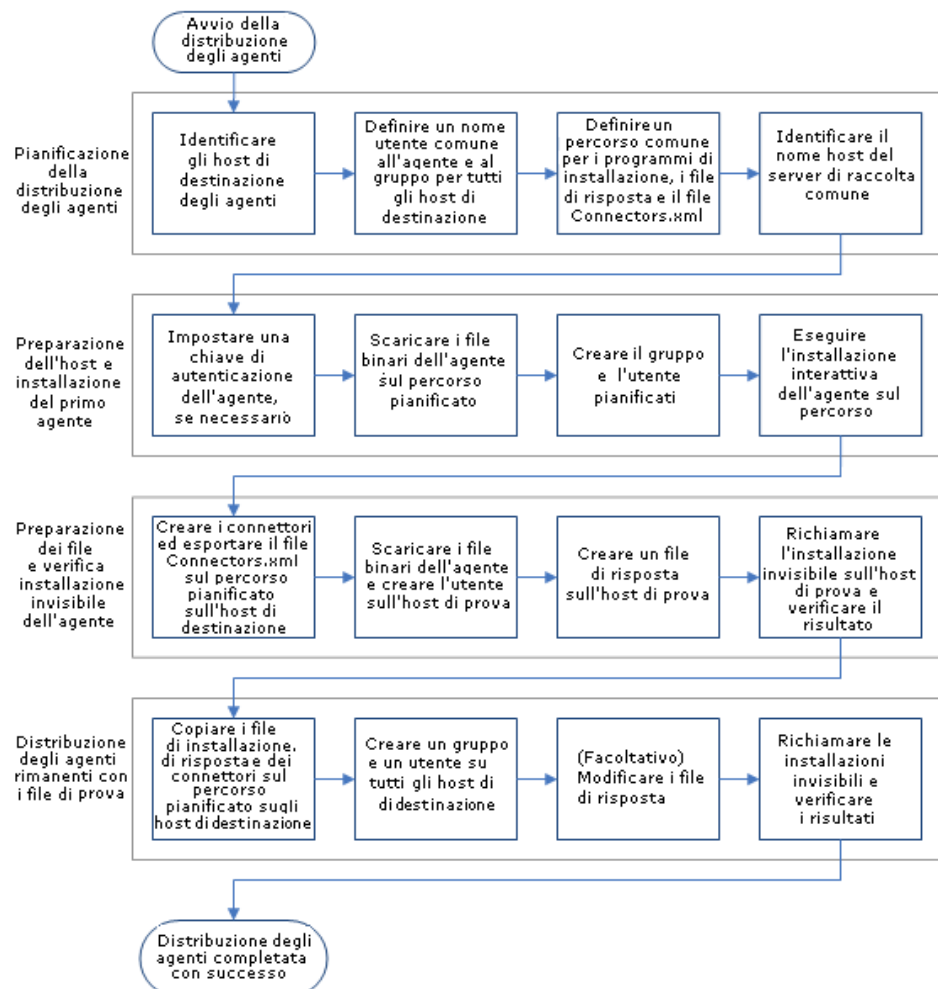 Avvio della
distribuzione
degli agenti
Pianificazione
della
distribuzione
degli agenti
Identificare
gli host di
destinazione
degli agenti
Definire un nome
utente comune
all'agente e al
gruppo per tutti
gli host di
destinazione
Definire un
percorso comune
per i programmi di
installazione, i file
di risposta e il file
Connectors.xml
Identificare il
nome host del
server di raccolta
comune
Preparazione
dell'host e
installazione
del primo
agente
Impostare una
chiave di
autenticazione
dell'agente,
se necessario
Scaricare i file
binari dell'agente
sul percorso
pianificato
Creare il gruppo
e l'utente
pianificati
Eseguire
l'installazione
interattiva
dell'agente sul
percorso
Preparazione
dei file
e verifica
installazione
invisibile
dell'agente
Creare i connettori
ed esportare il file
Connectors.xml
sul percorso
pianificato
sull'host di
destinazione
Scaricare i file
binari dell'agente
e creare l'utente
sull'host di prova
Creare un file
di risposta
sull'host di prova
Richiamare
l'installazione
invisibile sull'host
di prova e
verificare il
risultato
Distribuzione
degli agenti
rimanenti con
i file di prova
Copiare i file
di installazione,
di risposta e dei
connettori sul
percorso
pianificato sugli
host di destinazione
Creare un gruppo
e un utente su
tutti gli host di
di destinazione
(Facoltativo)
Modificare i file
di risposta
Richiamare le
installazioni
invisibili e
verificare
i risultati
Distribuzione degli
agenti completata
con successo